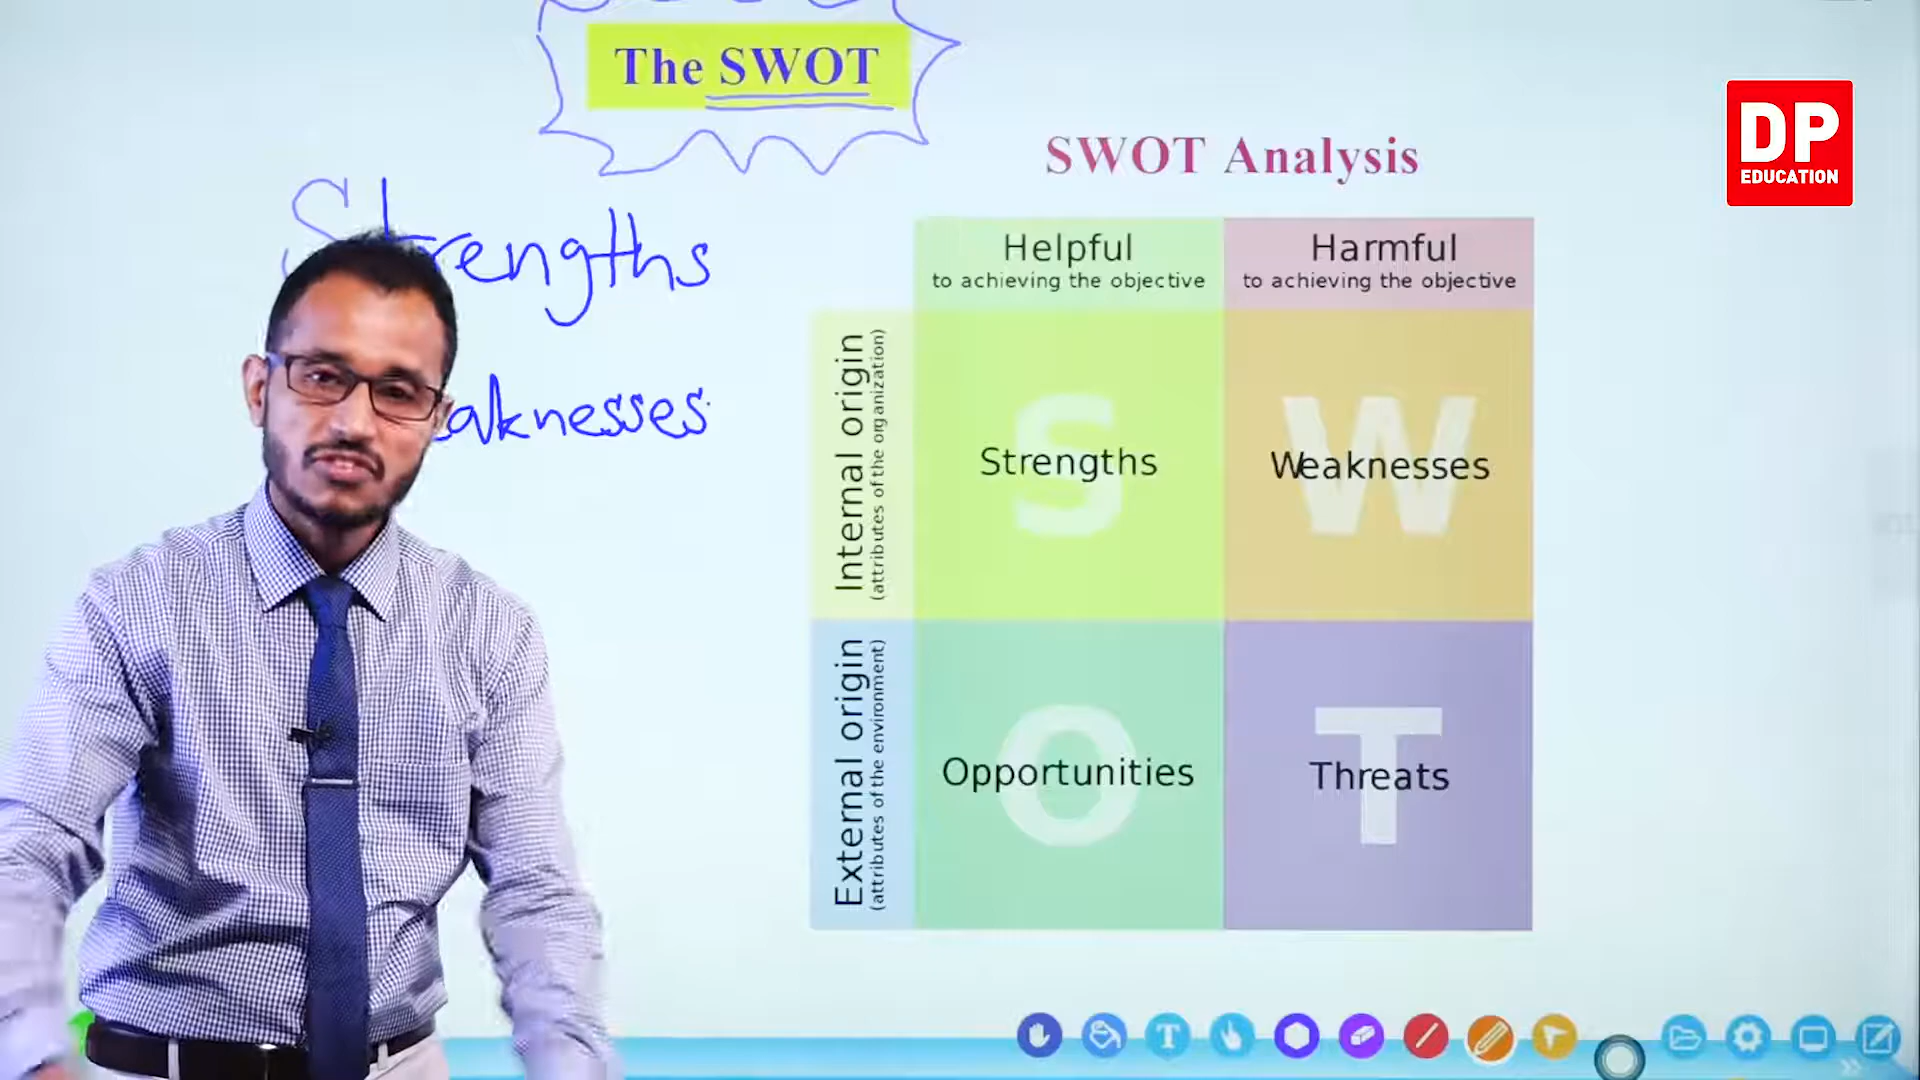 The SWOT
DP
EDUCATION
SWOT Analysis
Strengths
Helpful
to achieving the objective
Harmful
to achieving the objective
Internal origin
(attributes of the organization)
S
Strengths
W
Weaknesses
aknesses
External origin
(attributes of the environment)
O
Opportunities
T
Threats
T